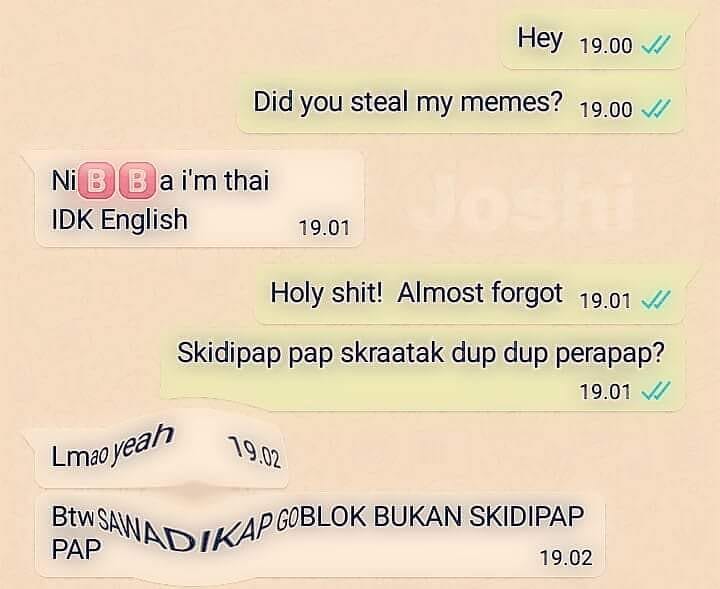 Hey 19.00
Did you steal my memes? 19.00
Ni🅱️🅱️a i'm thai
IDK English 19.01
Joshi
Holy shit!  Almost forgot 19.01
Skidipap pap skraatak dup dup perapap?
19.01
Lmao yeah 19.02
Btw SAWADIKAP GOBLOK BUKAN SKIDIPAP
PAP 19.02